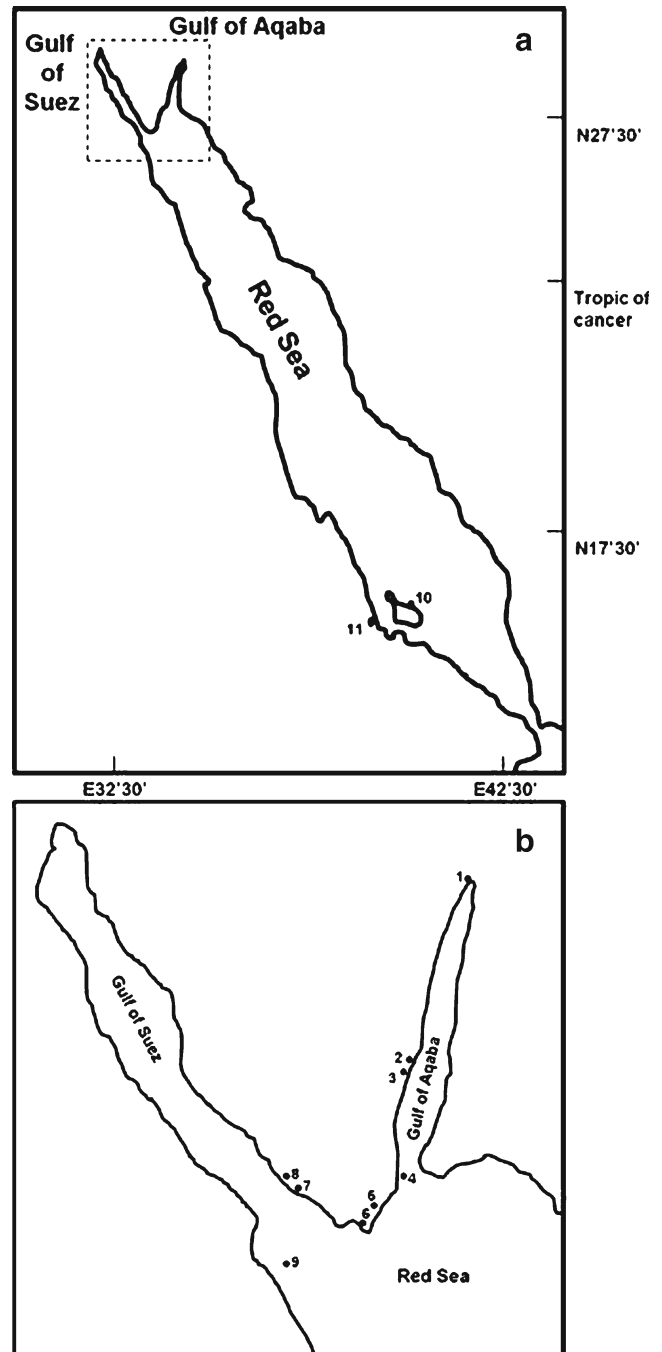 Gulf of Aqaba
a
Gulf
of
Suez
N27'30'
Red Sea
Tropic of
cancer
N17'30'
10
11
E32'30'
E42'30'
b
1
Gulf of Suez
2
3
Gulf of Aqaba
8
7
4
6
6
9
Red Sea